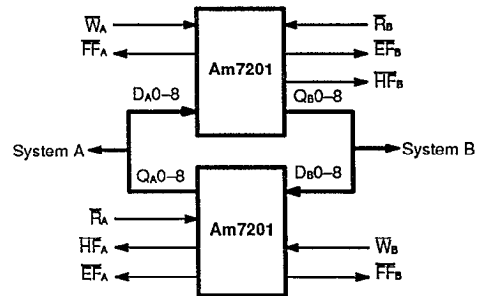 W̅A R̅B
F̅F̅A E̅F̅B
Am7201
H̅F̅B
DA0–8 QB0–8
System A System B
QA0–8 DB0–8
R̅A
Am7201
H̅F̅A W̅B
E̅F̅A F̅F̅B